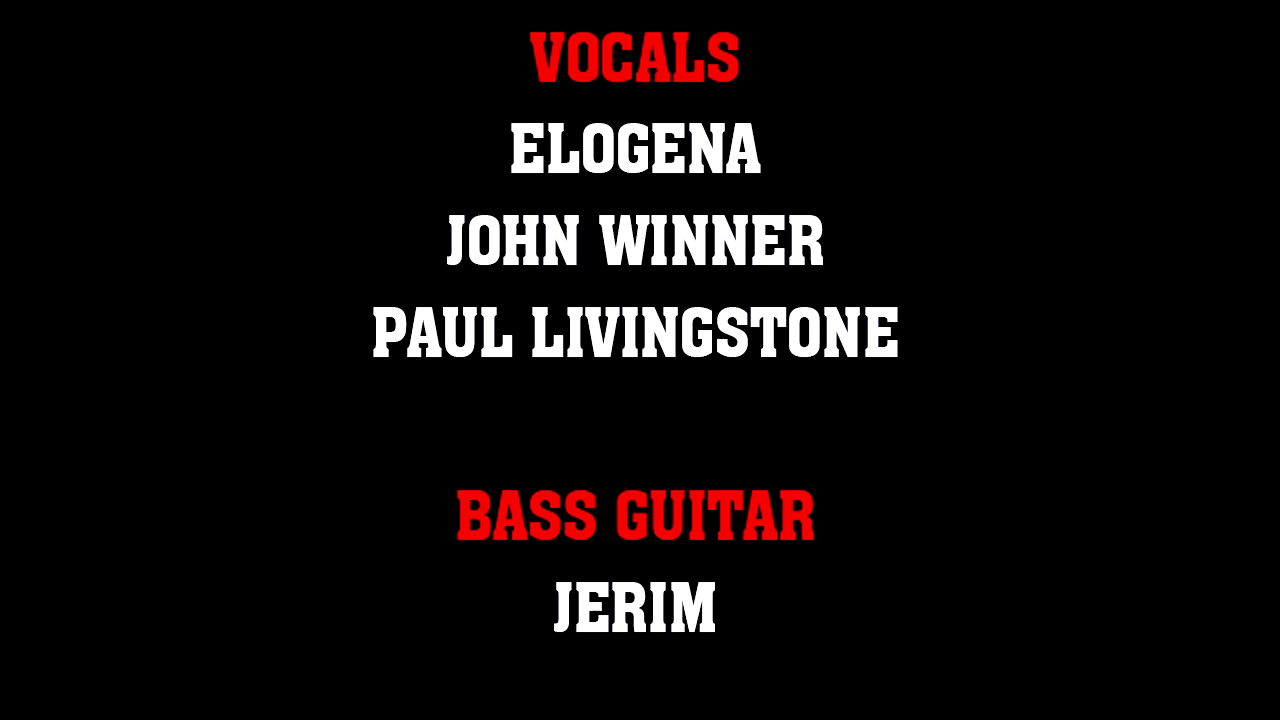 VOCALS
ELOGENA
JOHN WINNER
PAUL LIVINGSTONE
BASS GUITAR
JERIM